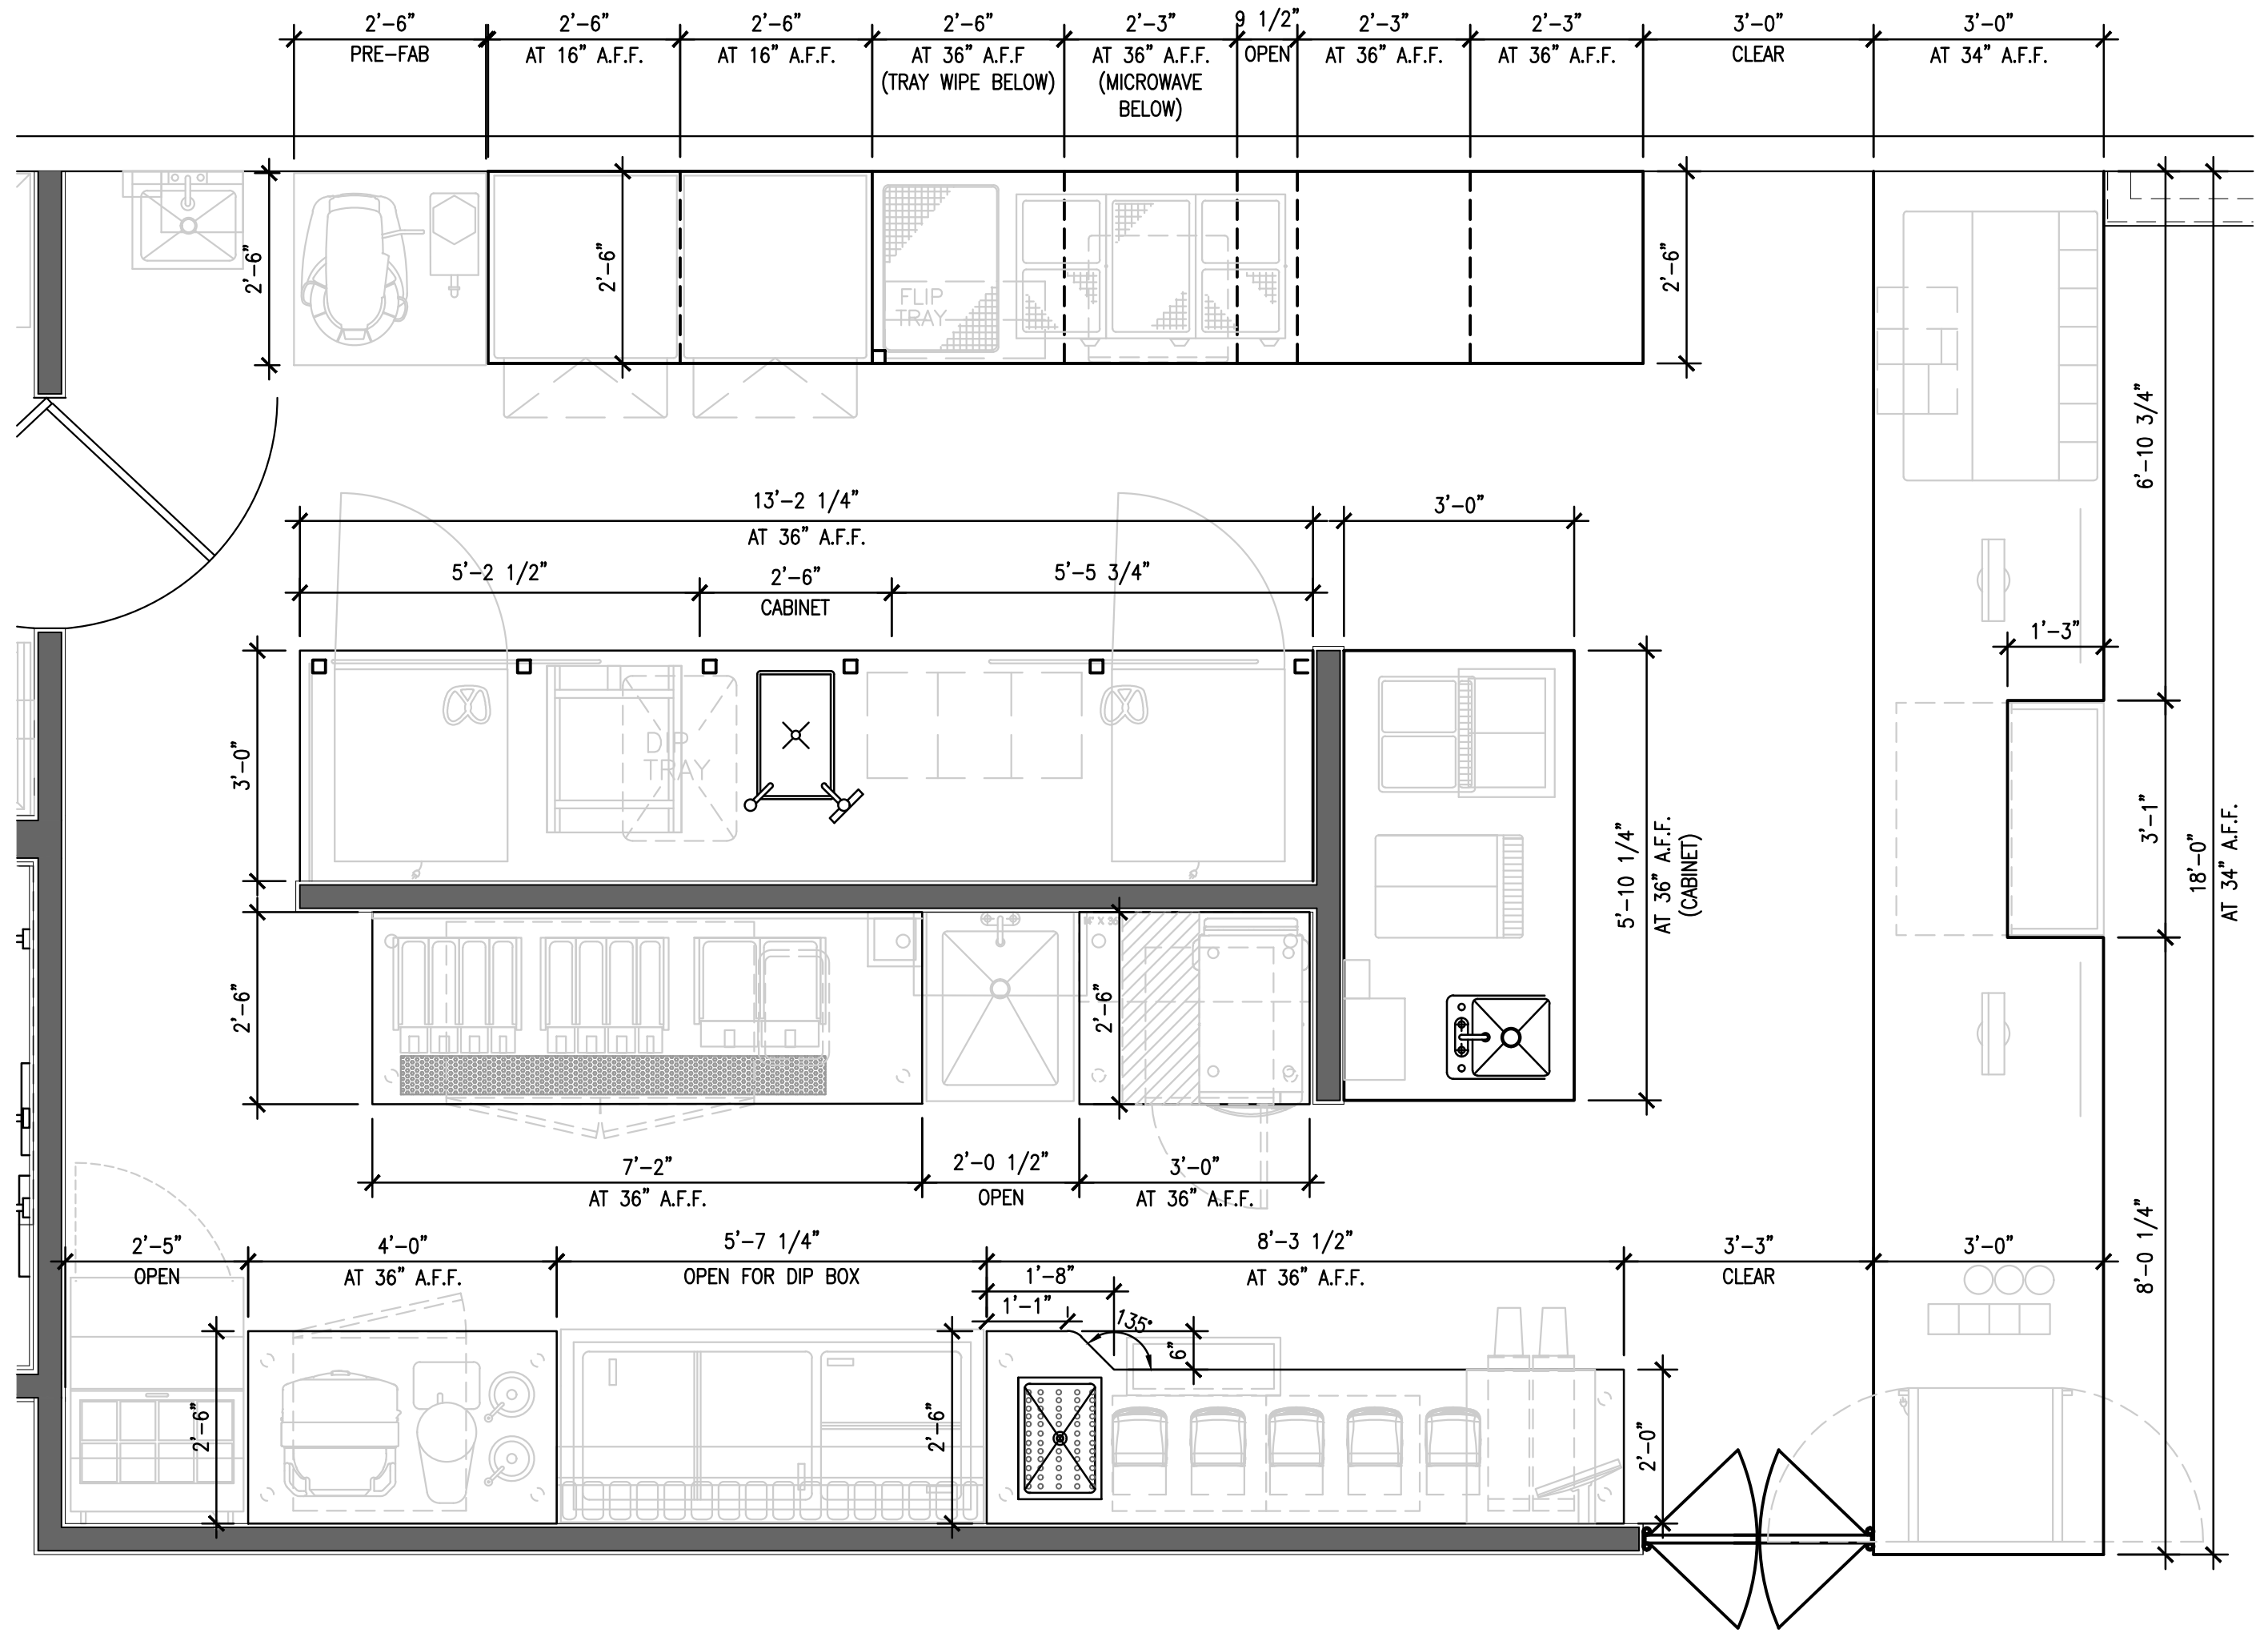 2'-6" 2'-6" 2'-6" 2'-6" 2'-3" 9 1/2" 2'-3" 2'-3" 3'-0" 3'-0"
PRE-FAB AT 16" A.F.F. AT 16" A.F.F. AT 36" A.F.F AT 36" A.F.F. OPEN AT 36" A.F.F. AT 36" A.F.F. CLEAR AT 34" A.F.F.
(TRAY WIPE BELOW) (MICROWAVE
BELOW)
2'-6"
2'-6"
2'-6"
FLIP
TRAY
6'-10 3/4"
13'-2 1/4"
AT 36" A.F.F.
3'-0"
5'-2 1/2" 2'-6" 5'-5 3/4"
CABINET
1'-3"
3'-0"
DIP
TRAY
5'-10 1/4"
AT 36" A.F.F.
(CABINET)
3'-1"
18'-0"
AT 34" A.F.F.
2'-6"
2'-6"
7'-2" 2'-0 1/2" 3'-0"
AT 36" A.F.F. OPEN AT 36" A.F.F.
8'-0 1/4"
2'-5" 4'-0" 5'-7 1/4" 8'-3 1/2" 3'-3" 3'-0"
OPEN AT 36" A.F.F. OPEN FOR DIP BOX AT 36" A.F.F. CLEAR
1'-8"
1'-1"
135°
6"
2'-6"
2'-6"
2'-0"